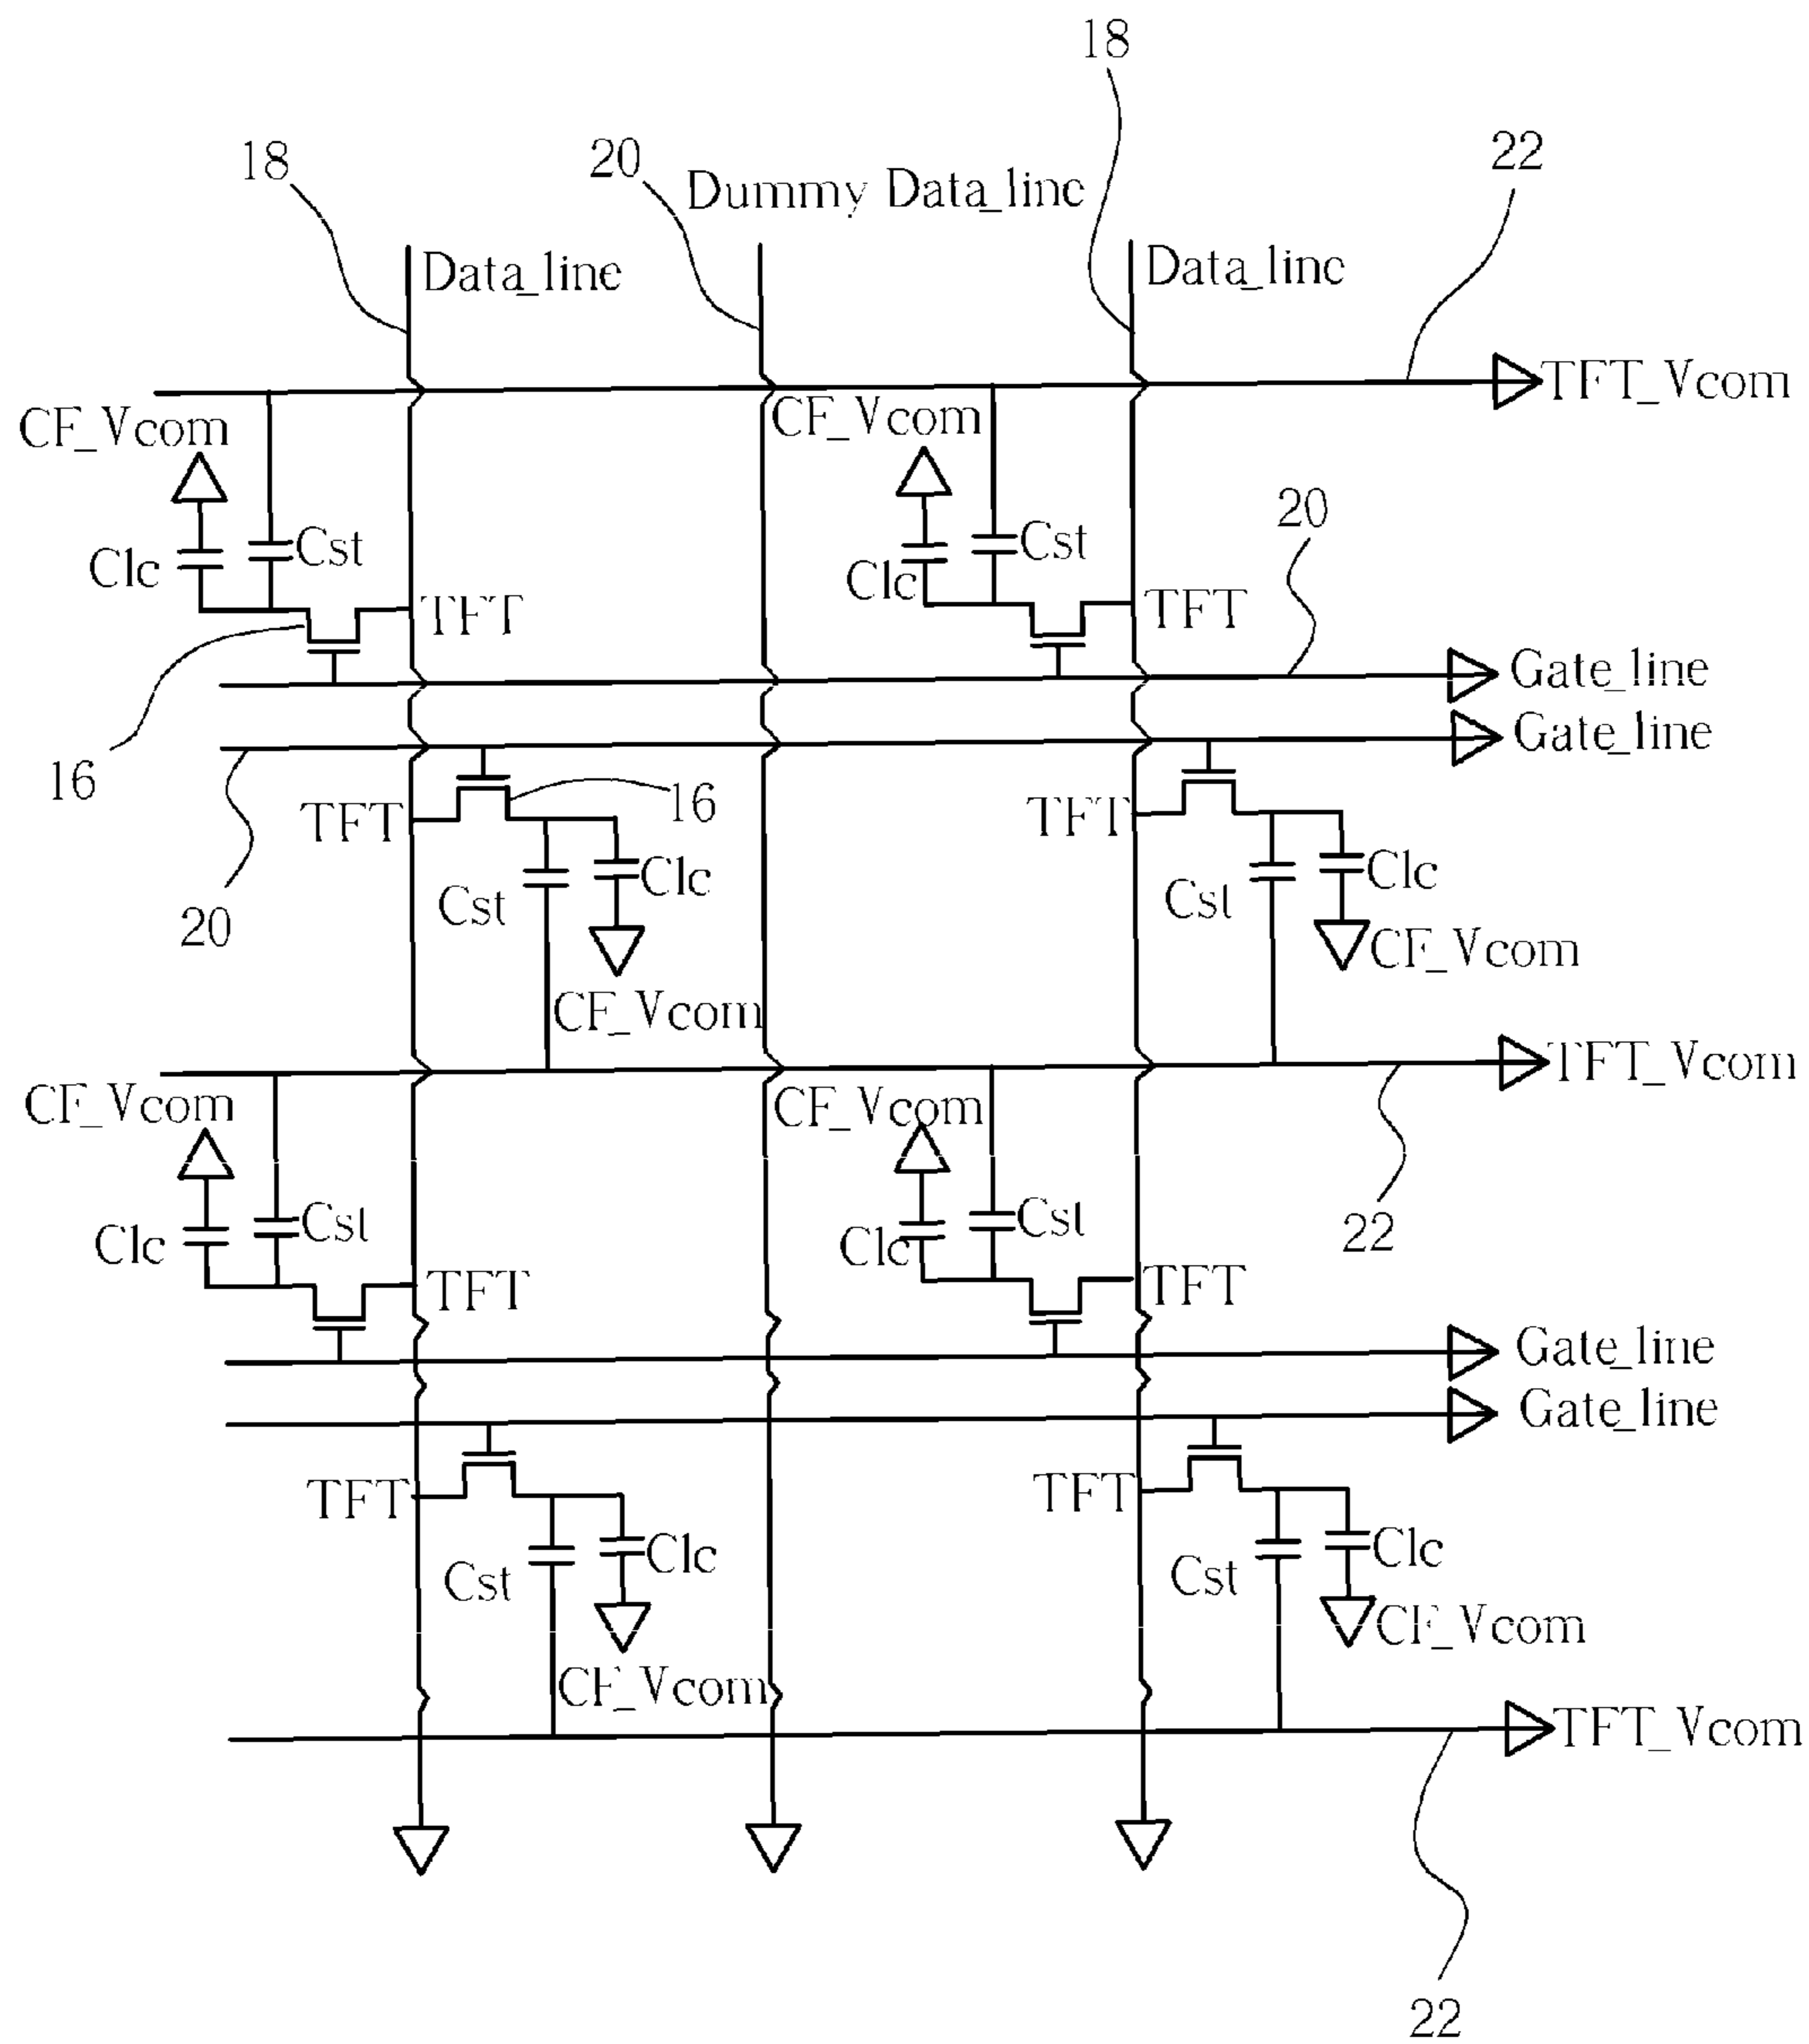 18
18
20
22
Dummy Data_line
Data_line
Data_line
TFT_Vcom
CF_Vcom
CF_Vcom
20
Clc
Cst
Clc
Cst
TFT
TFT
Gate_line
Gate_line
16
16
TFT
TFT
20
Cst
Clc
Cst
Clc
CF_Vcom
CF_Vcom
TFT_Vcom
CF_Vcom
CF_Vcom
Clc
Cst
Clc
Cst
22
TFT
TFT
Gate_line
Gate_line
TFT
TFT
Cst
Clc
Cst
Clc
CF_Vcom
CF_Vcom
TFT_Vcom
22